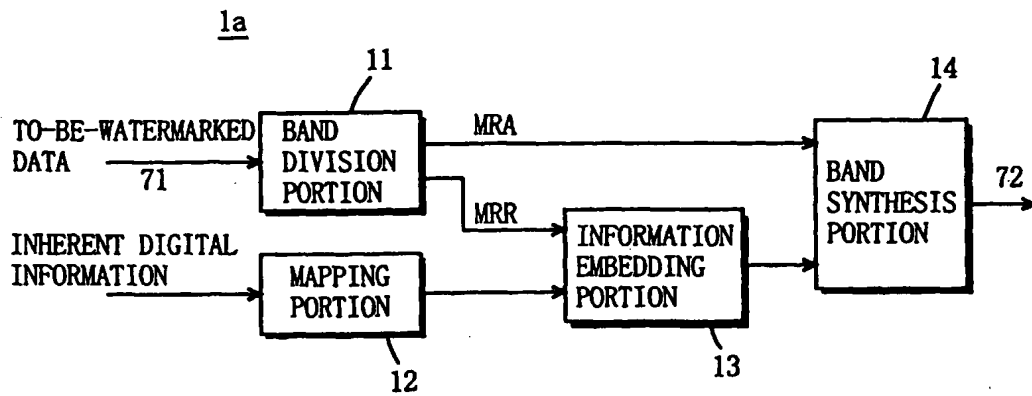 1a
11
14
TO-BE-WATERMARKED
DATA
71
BAND
DIVISION
PORTION
MRA
MRR
BAND
SYNTHESIS
PORTION
72
INHERENT DIGITAL
INFORMATION
MAPPING
PORTION
INFORMATION
EMBEDDING
PORTION
12
13